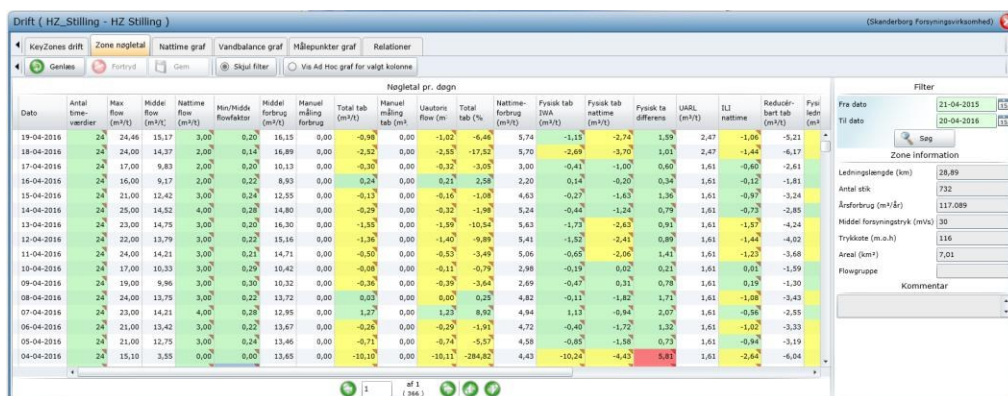 Drift ( HZ_Stilling - HZ Stilling ) (Skanderborg Forsyningsvirksomhed)
KeyZones drift Zone nøgletal Nattime graf Vandbalance graf Målepunkter graf Relationer
Genlæs Fortryd Gem Skjul filter Vis Ad Hoc graf for valgt kolonne
Nøgletal pr. døgn
Dato Antal time-værdier Max flow (m³/t) Middel flow (m³/t) Nattime flow (m³/t) Min/Midde flowfaktor Middel forbrug (m³/t) Manuel måling forbrug Total tab (m³/t) Manuel måling tab (m³ Uautoris flow (m Total tab (% Nattime-forbrug (m³/t) Fysisk tab IWA (m³/t) Fysisk tab nattime (m³/t) Fysisk ta differens UARL (m³/t) ILI nattime Reducér-bart tab (m³/t)
19-04-2016 24 24,46 15,17 3,00 0,20 16,15 0,00 -0,98 0,00 -1,02 -6,46 5,74 -1,15 -2,74 1,59 2,47 -1,06 -5,21
18-04-2016 24 24,00 14,37 2,00 0,14 16,89 0,00 -2,52 0,00 -2,55 -17,52 5,70 -2,69 -3,70 1,01 2,47 -1,44 -6,17
17-04-2016 24 17,00 9,83 2,00 0,20 10,13 0,00 -0,30 0,00 -0,32 -3,05 3,00 -0,41 -1,00 0,60 1,61 -0,60 -2,61
16-04-2016 24 16,00 9,17 2,00 0,22 8,93 0,00 0,24 0,00 0,21 2,58 2,20 0,14 -0,20 0,34 1,61 -0,12 -1,81
15-04-2016 24 21,00 12,42 3,00 0,24 12,55 0,00 -0,13 0,00 -0,16 -1,08 4,63 -0,27 -1,63 1,36 1,61 -0,97 -3,24
14-04-2016 24 25,00 14,52 4,00 0,28 14,80 0,00 -0,29 0,00 -0,32 -1,98 5,24 -0,44 -1,24 0,79 1,61 -0,73 -2,85
13-04-2016 24 23,00 14,75 3,00 0,20 16,30 0,00 -1,55 0,00 -1,59 -10,54 5,63 -1,73 -2,63 0,91 1,61 -1,57 -4,24
12-04-2016 24 22,00 13,79 3,00 0,22 15,16 0,00 -1,36 0,00 -1,40 -9,89 5,41 -1,52 -2,41 0,89 1,61 -1,44 -4,02
11-04-2016 24 24,00 14,21 3,00 0,21 14,71 0,00 -0,50 0,00 -0,53 -3,49 5,06 -0,65 -2,06 1,41 1,61 -1,23 -3,68
10-04-2016 24 17,00 10,33 3,00 0,29 10,42 0,00 -0,08 0,00 -0,11 -0,79 2,98 -0,19 0,02 0,21 1,61 0,01 -1,59
09-04-2016 24 19,00 9,96 3,00 0,30 10,32 0,00 -0,36 0,00 -0,39 -3,64 2,69 -0,47 0,31 0,78 1,61 0,19 -1,30
08-04-2016 24 24,00 13,75 3,00 0,22 13,72 0,00 0,03 0,00 0,00 0,25 4,82 -0,11 -1,82 1,71 1,61 -1,08 -3,43
07-04-2016 24 23,00 14,21 4,00 0,28 12,95 0,00 1,27 0,00 1,23 8,92 4,94 1,13 -0,94 2,07 1,61 -0,56 -2,55
06-04-2016 24 21,00 13,42 3,00 0,22 13,67 0,00 -0,26 0,00 -0,29 -1,91 4,72 -0,40 -1,72 1,32 1,61 -1,02 -3,33
05-04-2016 24 21,00 12,75 3,00 0,24 13,46 0,00 -0,71 0,00 -0,74 -5,57 4,58 -0,85 -1,58 0,73 1,61 -0,94 -3,19
04-04-2016 24 15,10 3,55 0,00 0,00 13,65 0,00 -10,10 0,00 -10,11 -284,82 4,43 -10,24 -4,43 5,81 1,61 -2,64 -6,04
1 af 1 ( 366 )
Filter
Fra dato 21-04-2015
Til dato 20-04-2016
Søg
Zone information
Ledningslængde (km) 28,89
Antal stik 732
Årsforbrug (m³/år) 117.089
Middel forsyningstryk (mVs) 30
Trykkote (m.o.h) 116
Areal (km²) 7,01
Flowgruppe
Kommentar